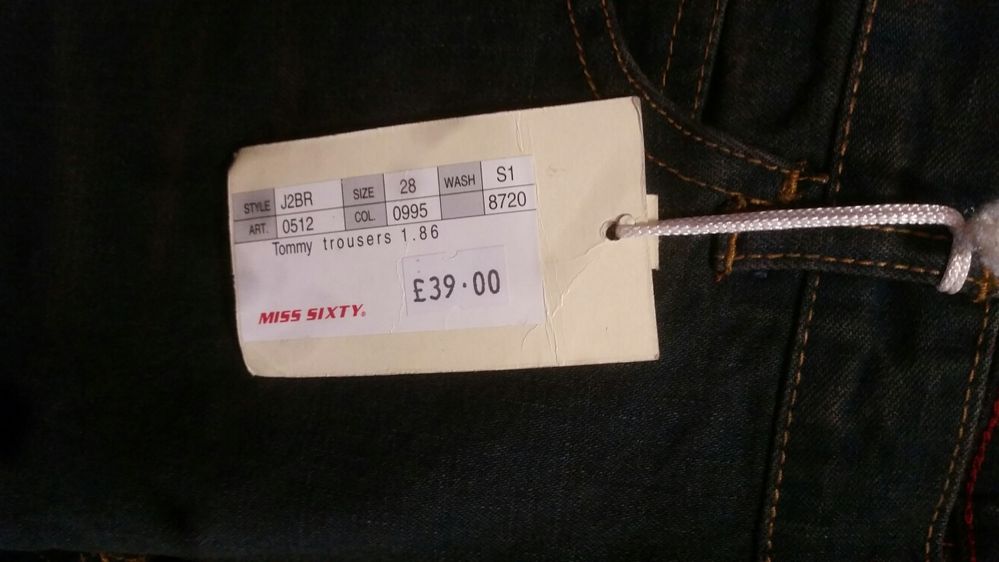 STYLE J2BR SIZE 28 WASH S1
ART. 0512 COL. 0995 8720
Tommy trousers 1.86
£39.00
MISS SIXTY®